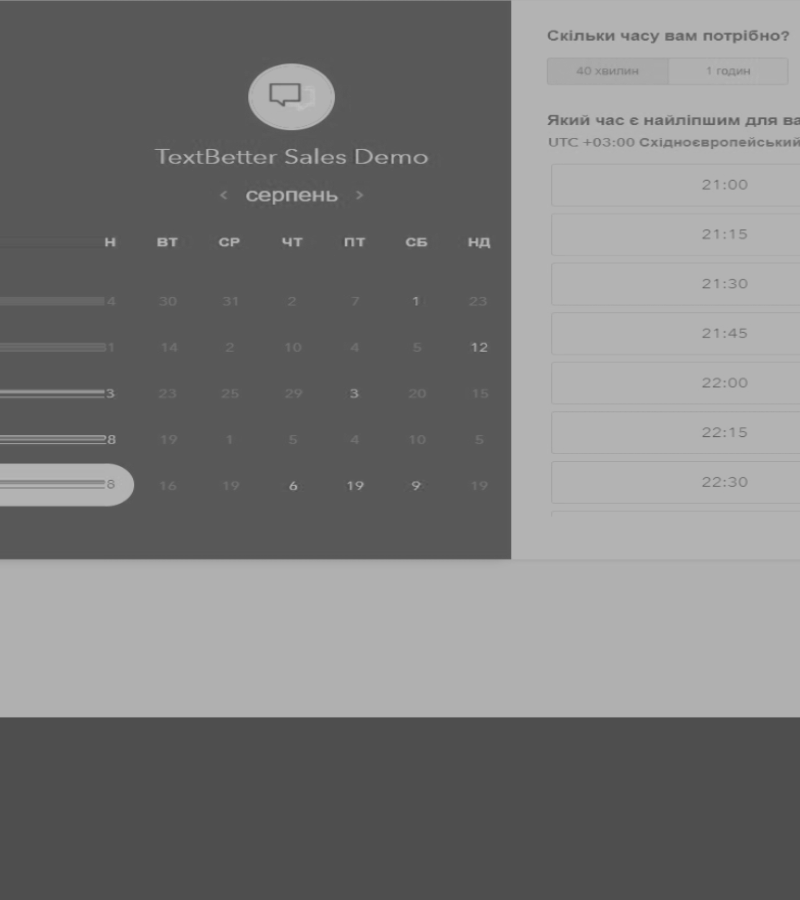 TextBetter Sales Demo
‹ серпень ›
Н ВТ СР ЧТ ПТ СБ НД
4 30 31 2 7 1 23
1 14 2 10 4 5 12
3 23 25 29 3 20 15
8 19 1 5 4 10 5
8 16 19 6 19 9 19
Скільки часу вам потрібно?
40 хвилин 1 годин
Який час є найліпшим для ва
UTC +03:00 Східноєвропейський
21:00
21:15
21:30
21:45
22:00
22:15
22:30